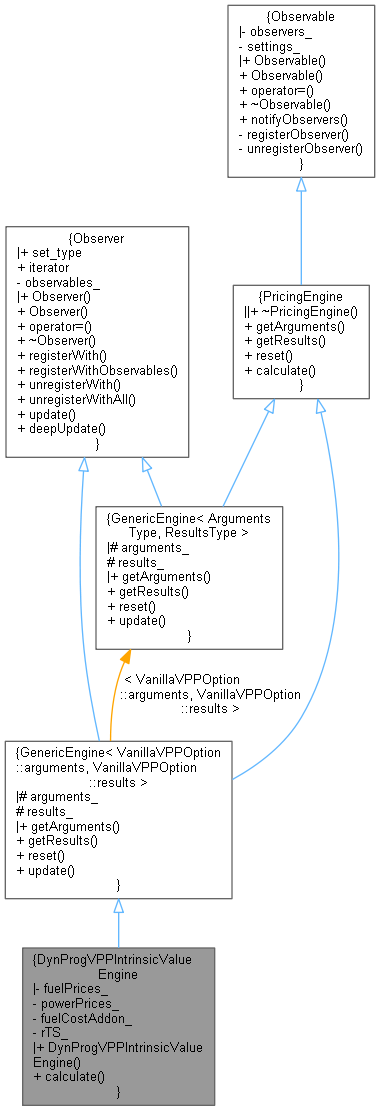 {Observable
|- observers_
- settings_
|+ Observable()
+ Observable()
+ operator=()
+ ~Observable()
+ notifyObservers()
- registerObserver()
- unregisterObserver()
}
{Observer
|+ set_type
+ iterator
- observables_
|+ Observer()
+ Observer()
+ operator=()
+ ~Observer()
+ registerWith()
+ registerWithObservables()
+ unregisterWith()
+ unregisterWithAll()
+ update()
+ deepUpdate()
}
{PricingEngine
||+ ~PricingEngine()
+ getArguments()
+ getResults()
+ reset()
+ calculate()
}
{GenericEngine< Arguments
Type, ResultsType >
|# arguments_
# results_
|+ getArguments()
+ getResults()
+ reset()
+ update()
}
< VanillaVPPOption
::arguments, VanillaVPPOption
::results >
{GenericEngine< VanillaVPPOption
::arguments, VanillaVPPOption
::results >
|# arguments_
# results_
|+ getArguments()
+ getResults()
+ reset()
+ update()
}
{DynProgVPPIntrinsicValue
Engine
|- fuelPrices_
- powerPrices_
- fuelCostAddon_
- rTS_
|+ DynProgVPPIntrinsicValue
Engine()
+ calculate()
}